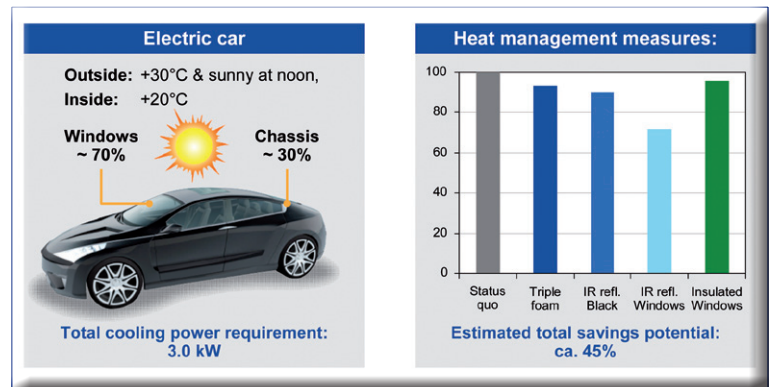 Electric car
Outside: +30°C & sunny at noon,
Inside: +20°C
Windows
~ 70%
Chassis
~ 30%
Total cooling power requirement:
3.0 kW
Heat management measures:
100
80
60
40
20
0
Status
quo
Triple
foam
IR refl.
Black
IR refl.
Windows
Insulated
Windows
Estimated total savings potential:
ca. 45%